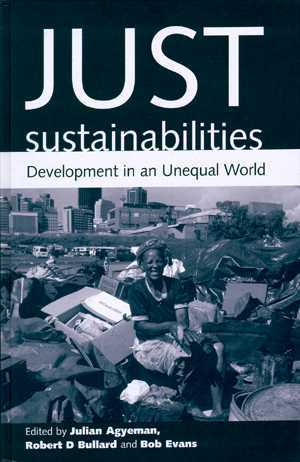 JUST
sustainabilities
Development in an Unequal World
Edited by Julian Agyeman,
Robert D Bullard and Bob Evans